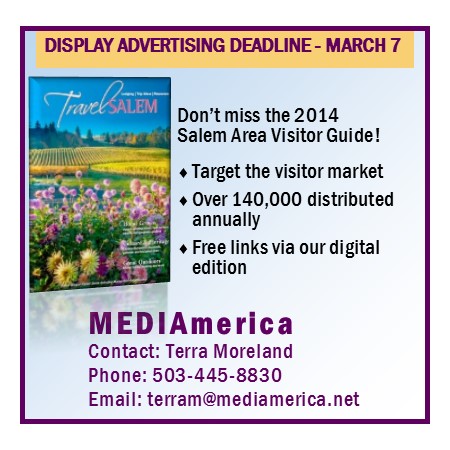 DISPLAY ADVERTISING DEADLINE - MARCH 7
Travel SALEM
Don't miss the 2014
Salem Area Visitor Guide!
♦ Target the visitor market
♦ Over 140,000 distributed
annually
♦ Free links via our digital
edition
MEDIAmerica
Contact: Terra Moreland
Phone: 503-445-8830
Email: terram@mediamerica.net